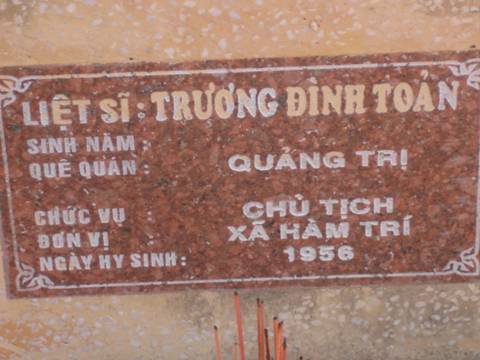 LIỆT SĨ : TRƯƠNG ĐÌNH TOẢN
SINH NĂM :
QUÊ QUÁN : QUẢNG TRỊ
CHỨC VỤ : CHỦ TỊCH
ĐƠN VỊ : XÃ HÀM TRÍ
NGÀY HY SINH : 1956